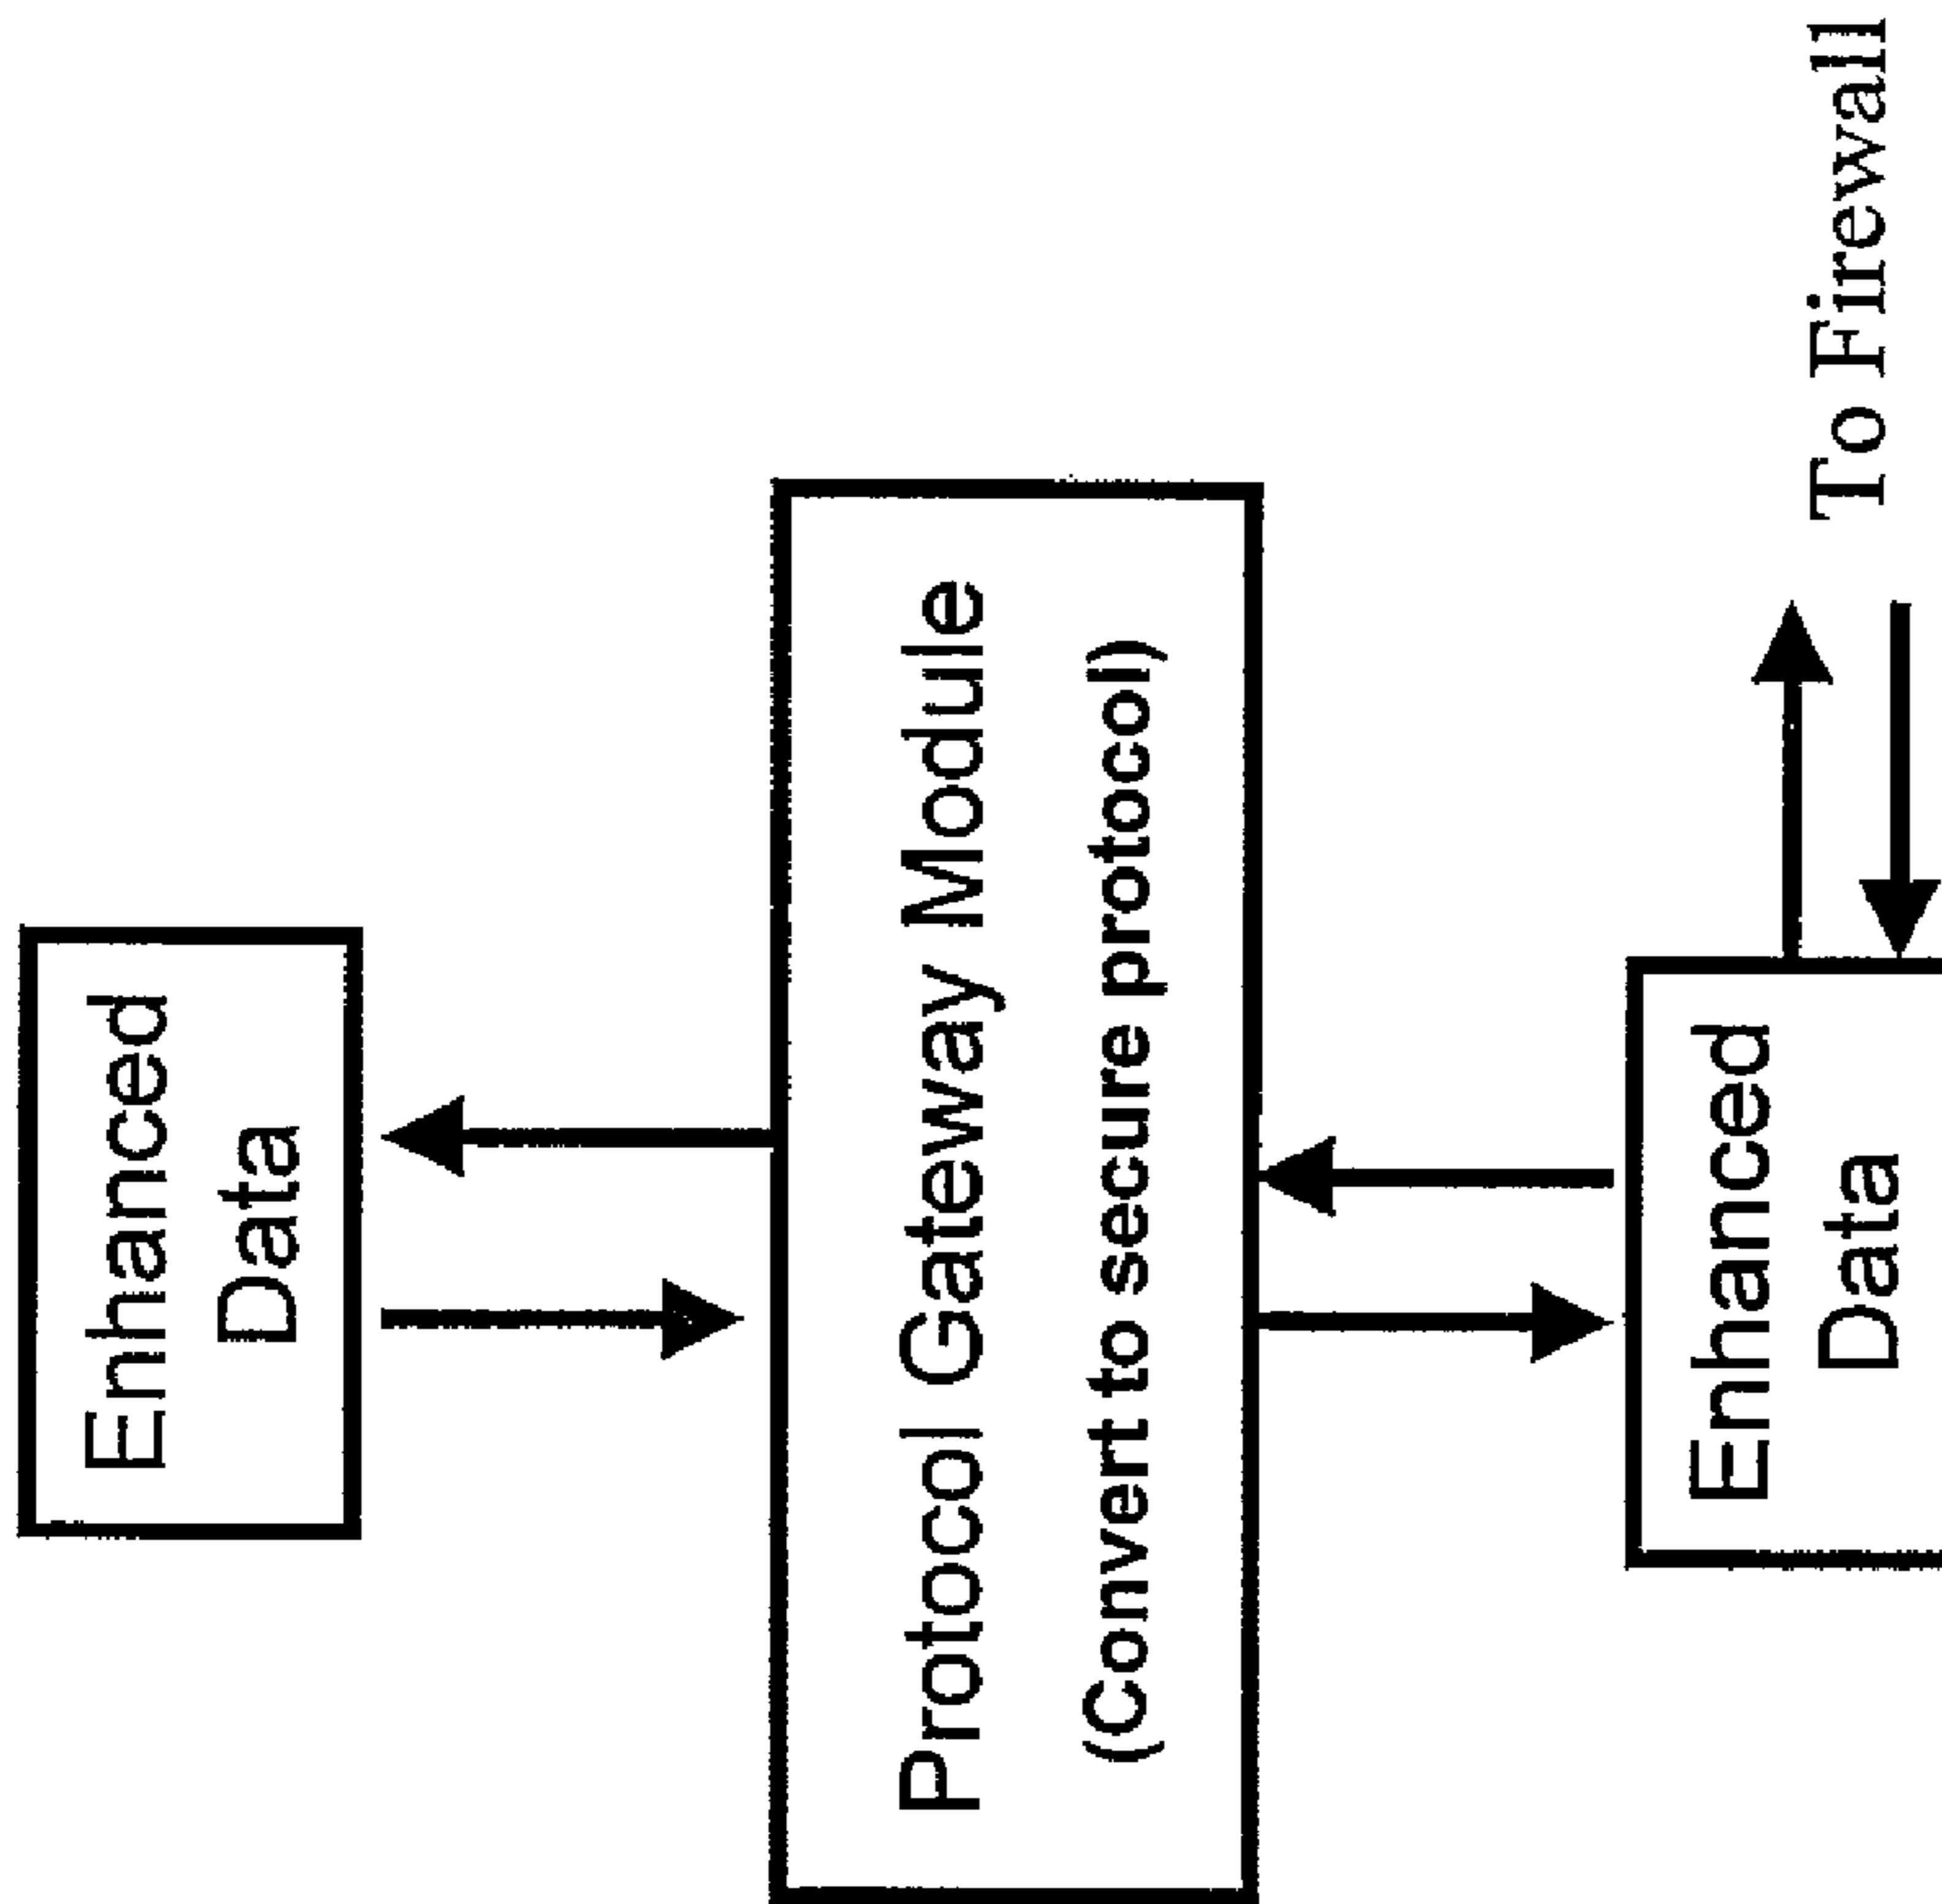 Enhanced
Data
Protocol Gateway Module
(Convert to secure protocol)
Enhanced
Data
To Firewall